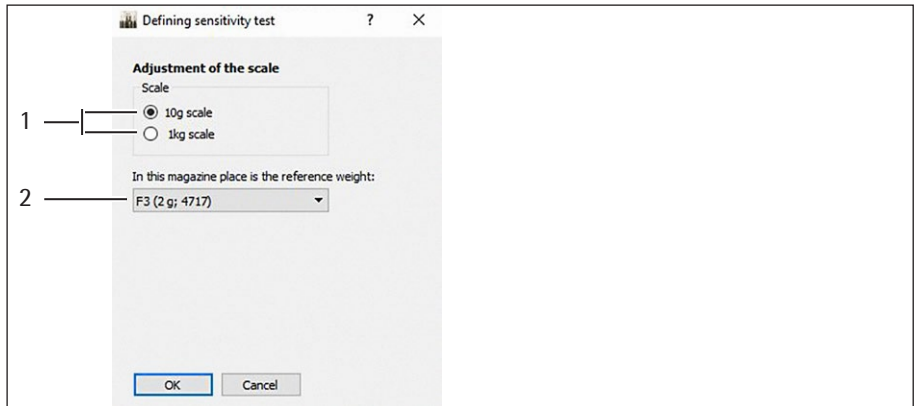 Defining sensitivity test ? ×
Adjustment of the scale
Scale
1
10g scale
1kg scale
In this magazine place is the reference weight:
2
F3 (2 g; 4717)
OK Cancel